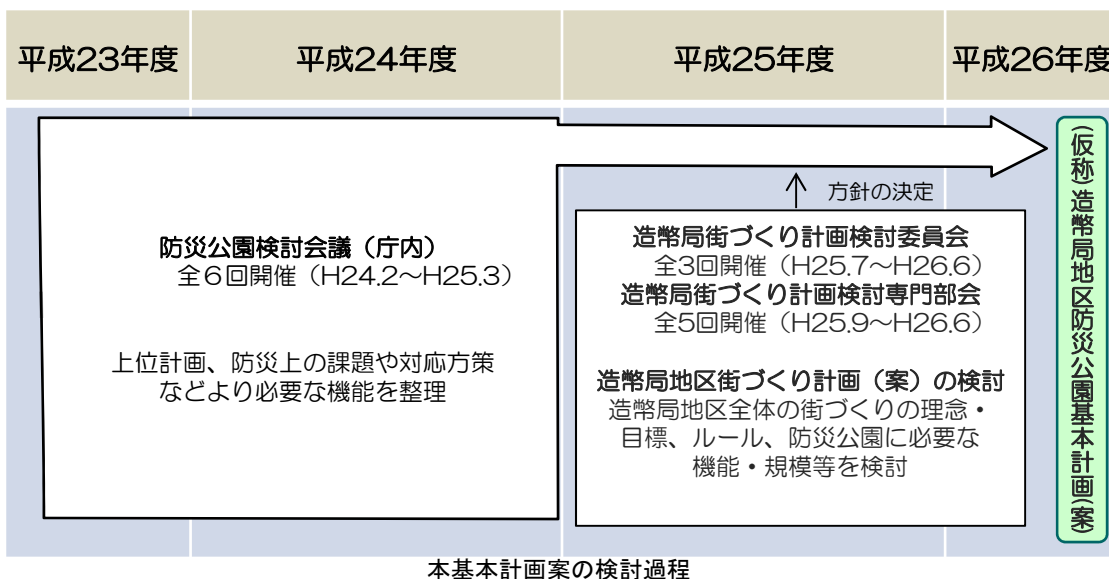 平成23年度
平成24年度
平成25年度
平成26年度
防災公園検討会議（庁内）
全６回開催（H24.2～H25.3）
上位計画、防災上の課題や対応方策
などより必要な機能を整理
方針の決定
造幣局街づくり計画検討委員会
全3回開催（H25.7～H26.6）
造幣局街づくり計画検討専門部会
全5回開催（H25.9～H26.6）
造幣局地区街づくり計画（案）の検討
造幣局地区全体の街づくりの理念・
目標、ルール、防災公園に必要な
機能・規模等を検討
(仮称)造幣局地区防災公園基本計画(案)
本基本計画案の検討過程